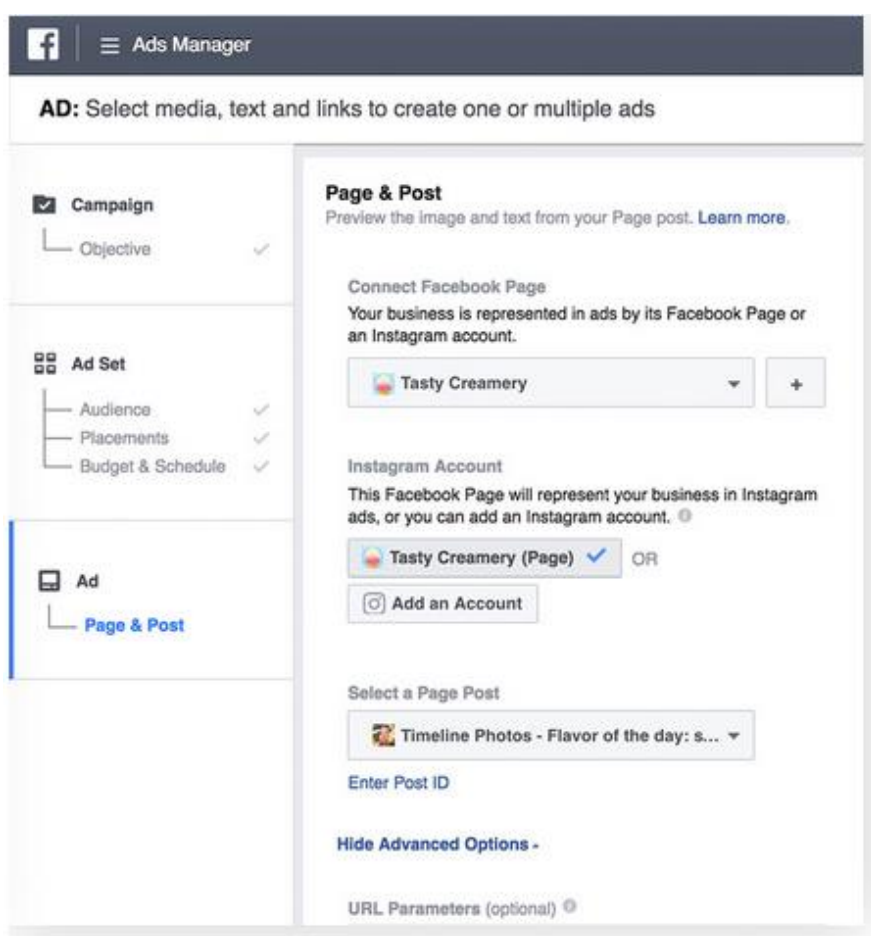 f
Ads Manager
AD: Select media, text and links to create one or multiple ads
Campaign
Objective
Ad Set
Audience
Placements
Budget & Schedule
Ad
Page & Post
Page & Post
Preview the image and text from your Page post. Learn more.
Connect Facebook Page
Your business is represented in ads by its Facebook Page or
an Instagram account.
Tasty Creamery
+
Instagram Account
This Facebook Page will represent your business in Instagram
ads, or you can add an Instagram account.
Tasty Creamery (Page) OR
Add an Account
Select a Page Post
Timeline Photos - Flavor of the day: s...
Enter Post ID
Hide Advanced Options -
URL Parameters (optional)